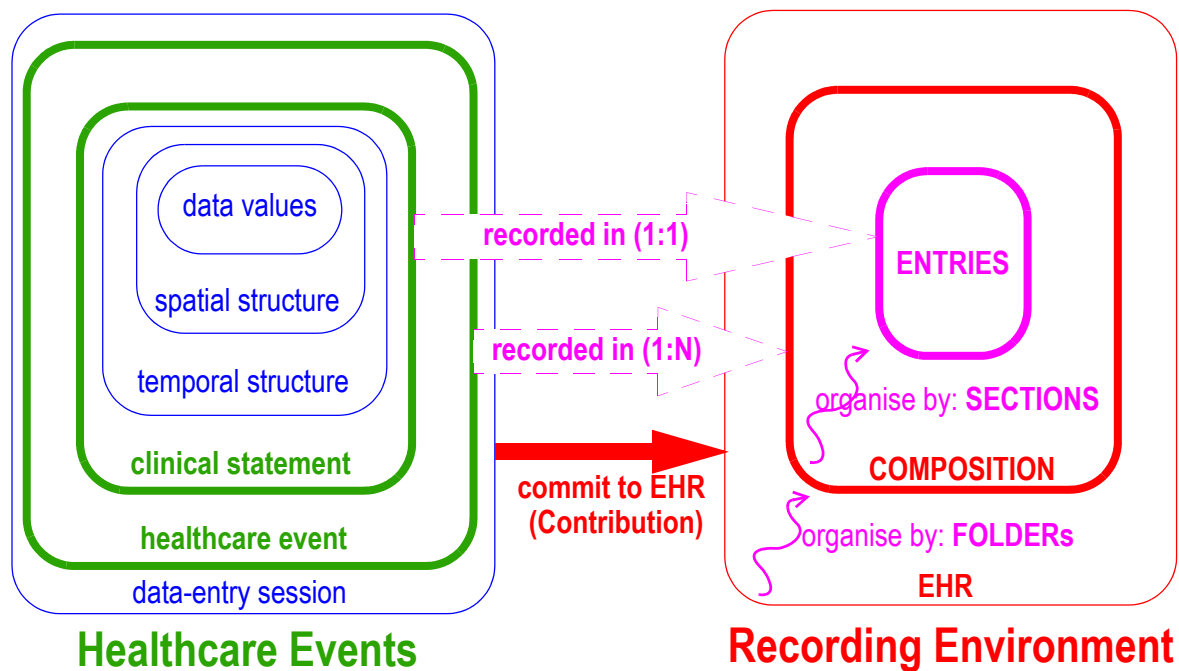 data values
spatial structure
temporal structure
clinical statement
healthcare event
data-entry session
Healthcare Events
recorded in (1:1)
recorded in (1:N)
commit to EHR
(Contribution)
ENTRIES
organise by: SECTIONS
COMPOSITION
organise by: FOLDERs
EHR
Recording Environment